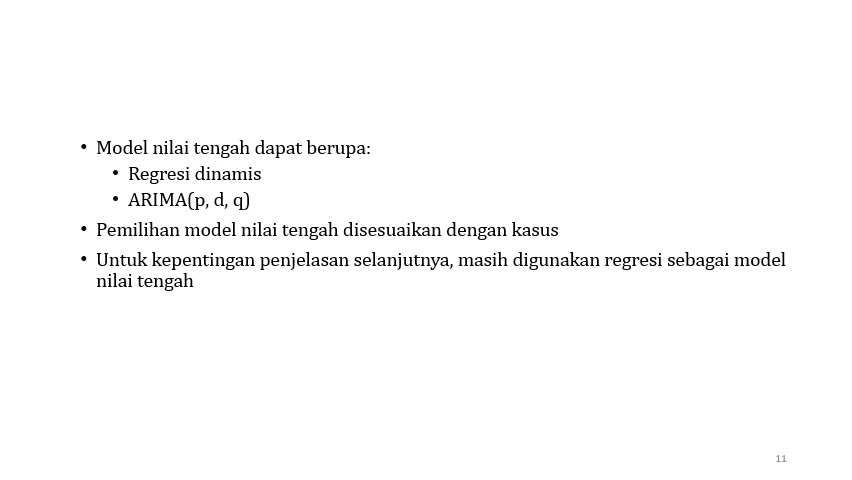 • Model nilai tengah dapat berupa:
• Regresi dinamis
• ARIMA(p, d, q)
• Pemilihan model nilai tengah disesuaikan dengan kasus
• Untuk kepentingan penjelasan selanjutnya, masih digunakan regresi sebagai model
nilai tengah
11